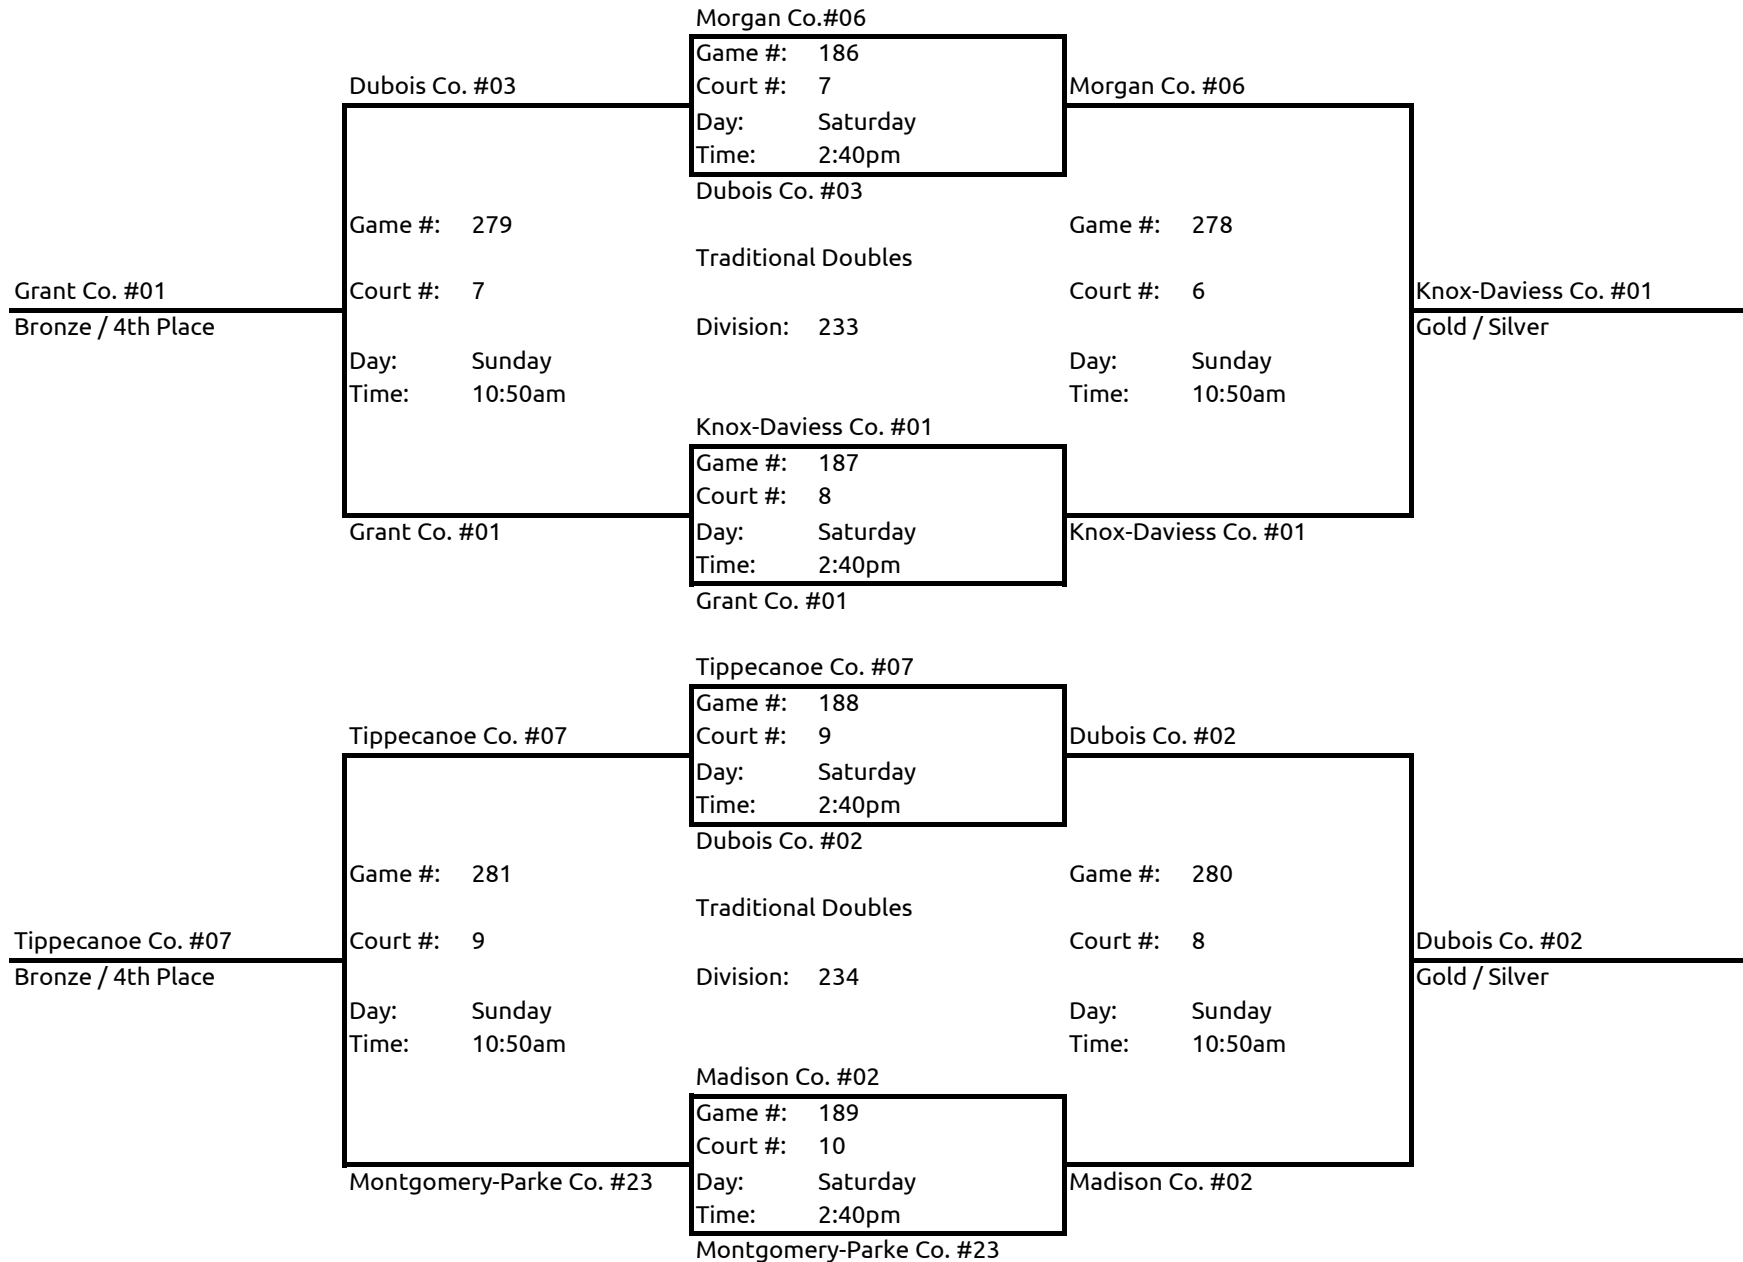 Morgan Co.#06
Game #: 186
Dubois Co. #03 Court #: 7 Morgan Co. #06
Day: Saturday
Time: 2:40pm
Dubois Co. #03
Game #: 279 Game #: 278
Traditional Doubles
Grant Co. #01 Court #: 7 Court #: 6 Knox-Daviess Co. #01
Bronze / 4th Place Division: 233 Gold / Silver
Day: Sunday Day: Sunday
Time: 10:50am Time: 10:50am
Knox-Daviess Co. #01
Game #: 187
Court #: 8
Grant Co. #01 Day: Saturday Knox-Daviess Co. #01
Time: 2:40pm
Grant Co. #01
Tippecanoe Co. #07
Game #: 188
Tippecanoe Co. #07 Court #: 9 Dubois Co. #02
Day: Saturday
Time: 2:40pm
Dubois Co. #02
Game #: 281 Game #: 280
Traditional Doubles
Tippecanoe Co. #07 Court #: 9 Court #: 8 Dubois Co. #02
Bronze / 4th Place Division: 234 Gold / Silver
Day: Sunday Day: Sunday
Time: 10:50am Time: 10:50am
Madison Co. #02
Game #: 189
Court #: 10
Montgomery-Parke Co. #23 Day: Saturday Madison Co. #02
Time: 2:40pm
Montgomery-Parke Co. #23